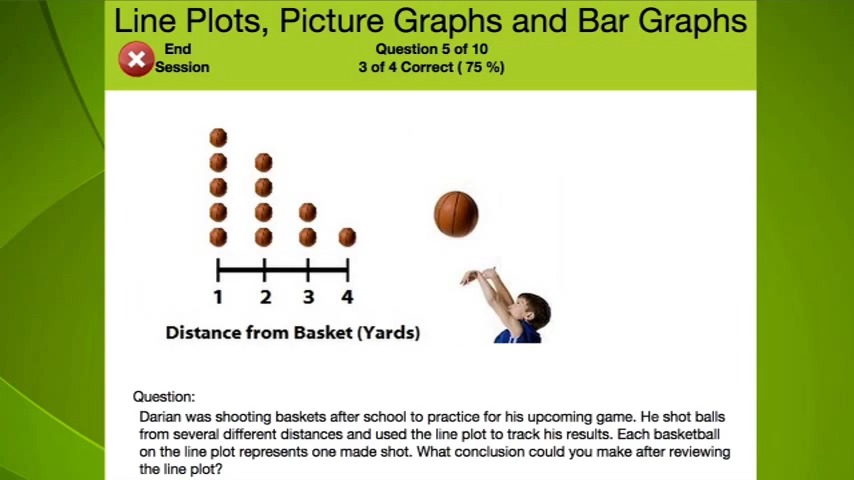 Line Plots, Picture Graphs and Bar Graphs
End
Session
Question 5 of 10
3 of 4 Correct ( 75 %)
1 2 3 4
Distance from Basket (Yards)
Question:
Darian was shooting baskets after school to practice for his upcoming game. He shot balls
from several different distances and used the line plot to track his results. Each basketball
on the line plot represents one made shot. What conclusion could you make after reviewing
the line plot?